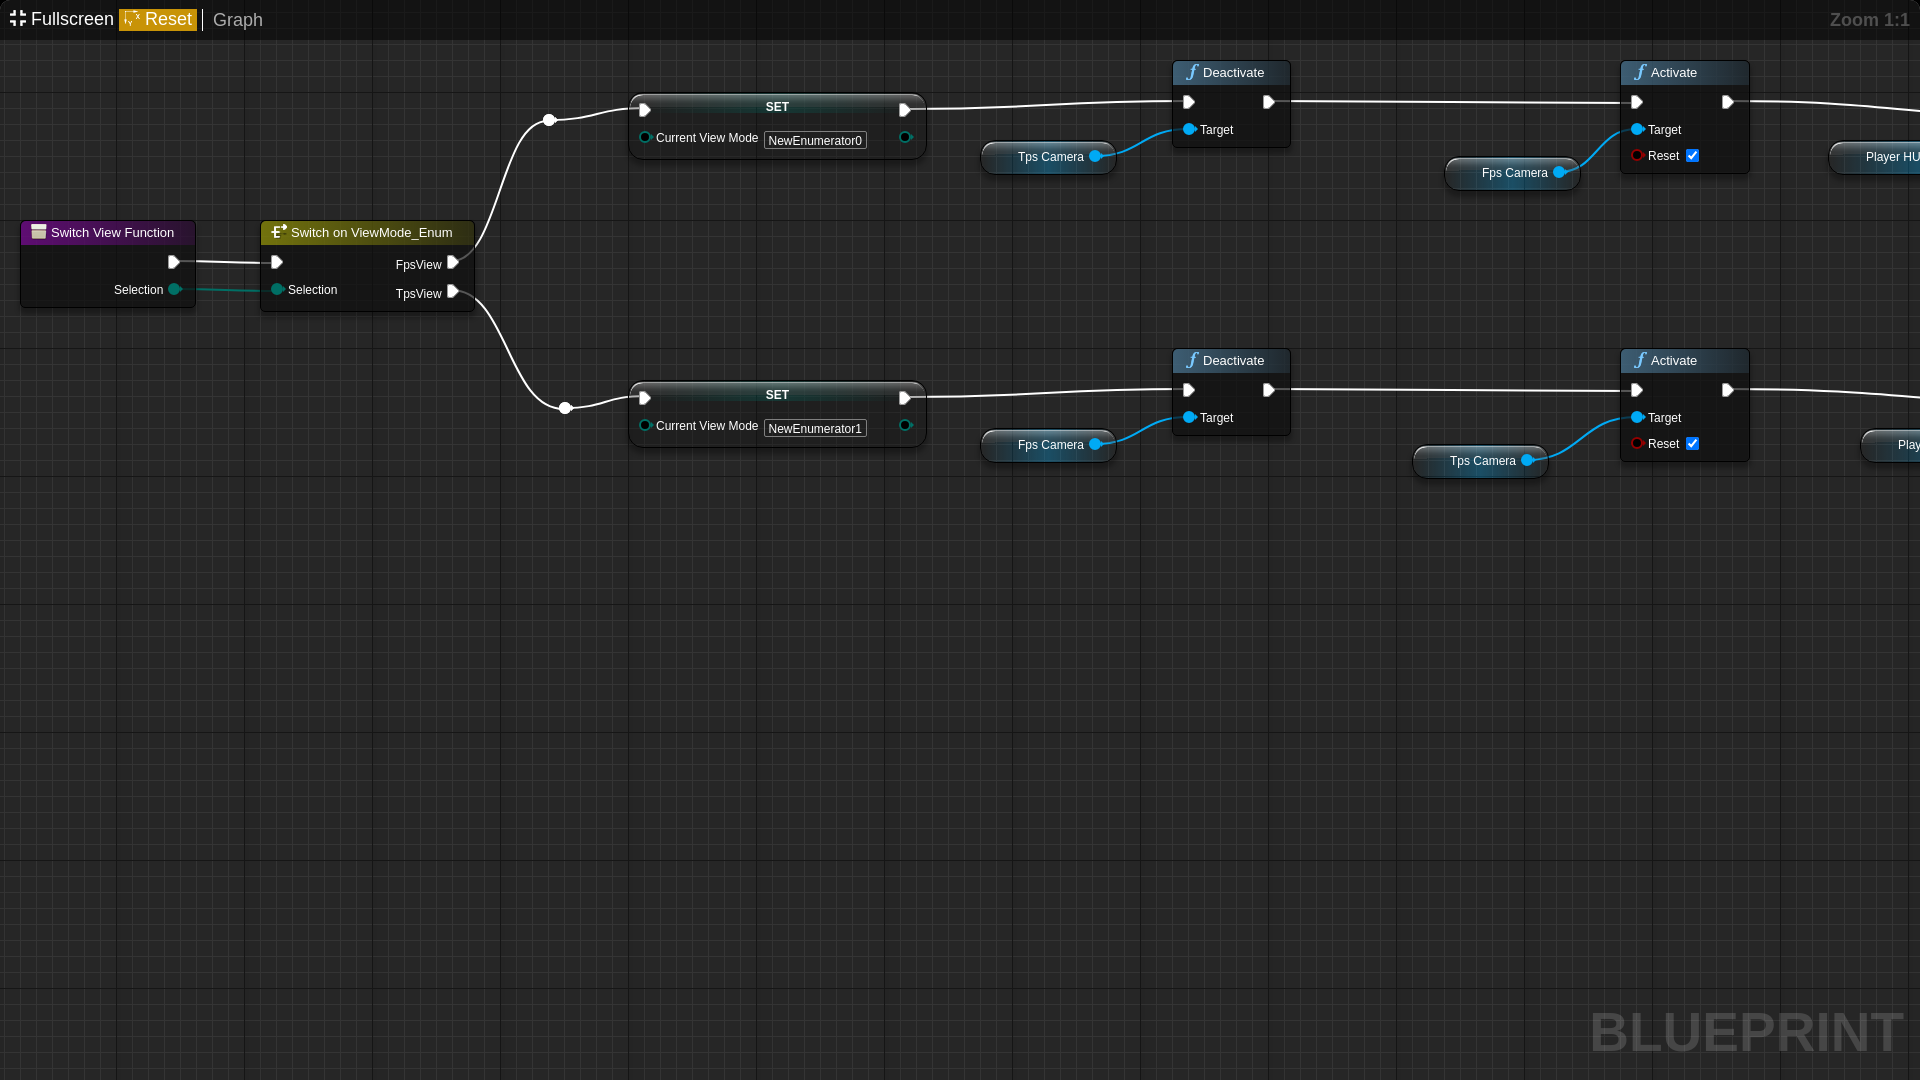 Fullscreen Reset Graph Zoom 1:1
Deactivate
Activate
SET
Current View Mode NewEnumerator0
Target
Target
Tps Camera
Reset
Player HU
Fps Camera
Switch View Function
Switch on ViewMode_Enum
FpsView
Selection
Selection
TpsView
Deactivate
Activate
SET
Current View Mode NewEnumerator1
Target
Target
Fps Camera
Reset
Play
Tps Camera
BLUEPRINT